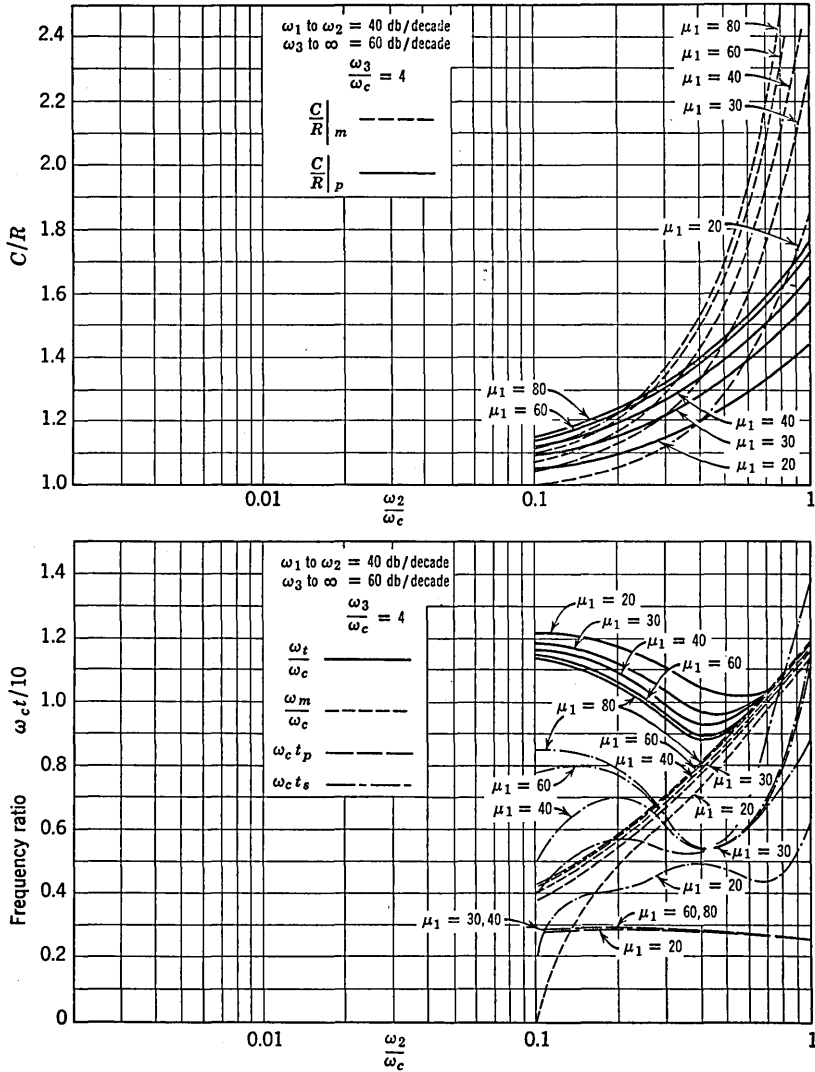 2.4
2.2
2.0
1.8
1.6
1.4
1.2
1.0
C/R
ω1 to ω2 = 40 db/decade
ω3 to ∞ = 60 db/decade
ω3/ωc = 4
C/R|m
C/R|p
μ1 = 80
μ1 = 60
μ1 = 40
μ1 = 30
μ1 = 20
μ1 = 80
μ1 = 60
μ1 = 40
μ1 = 30
μ1 = 20
0.01
ω2/ωc
0.1
1
1.4
1.2
1.0
0.8
0.6
0.4
0.2
0
Frequency ratio
ωc t/10
ω1 to ω2 = 40 db/decade
ω3 to ∞ = 60 db/decade
ω3/ωc = 4
ωt/ωc
ωm/ωc
ωc tp
ωc ts
μ1 = 20
μ1 = 30
μ1 = 40
μ1 = 60
μ1 = 80
μ1 = 60
μ1 = 40
μ1 = 60
μ1 = 30
μ1 = 40
μ1 = 20
μ1 = 30
μ1 = 20
μ1 = 30,40
μ1 = 60,80
μ1 = 20
0.01
ω2/ωc
0.1
1